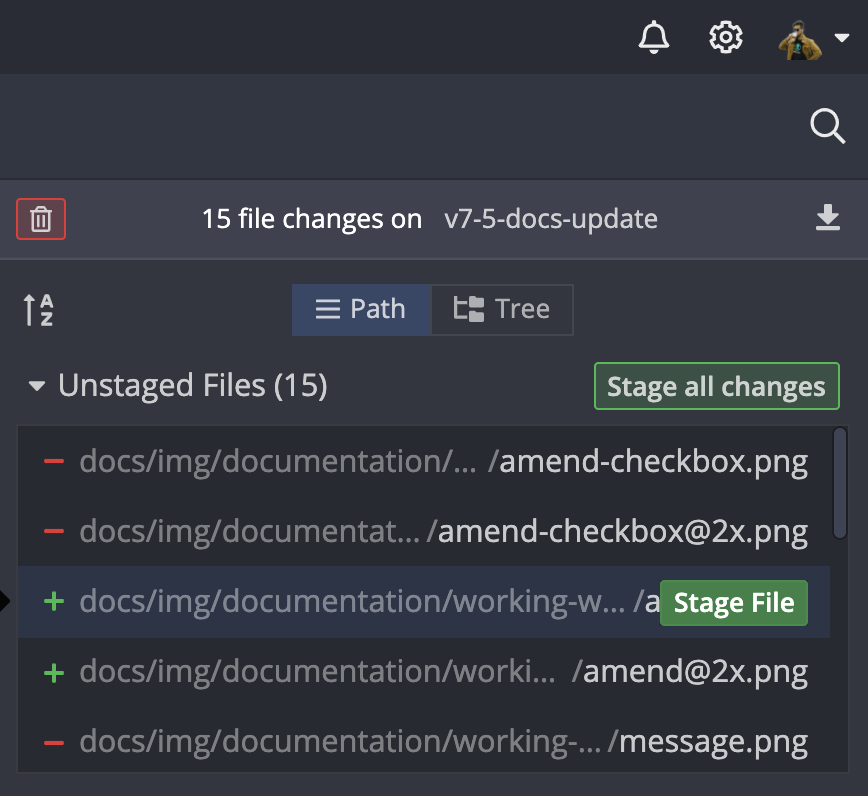 15 file changes on v7-5-docs-update
A Z
Path Tree
Unstaged Files (15) Stage all changes
docs/img/documentation/... /amend-checkbox.png
docs/img/documentat... /amend-checkbox@2x.png
docs/img/documentation/working-w... /a Stage File
docs/img/documentation/worki... /amend@2x.png
docs/img/documentation/working-... /message.png